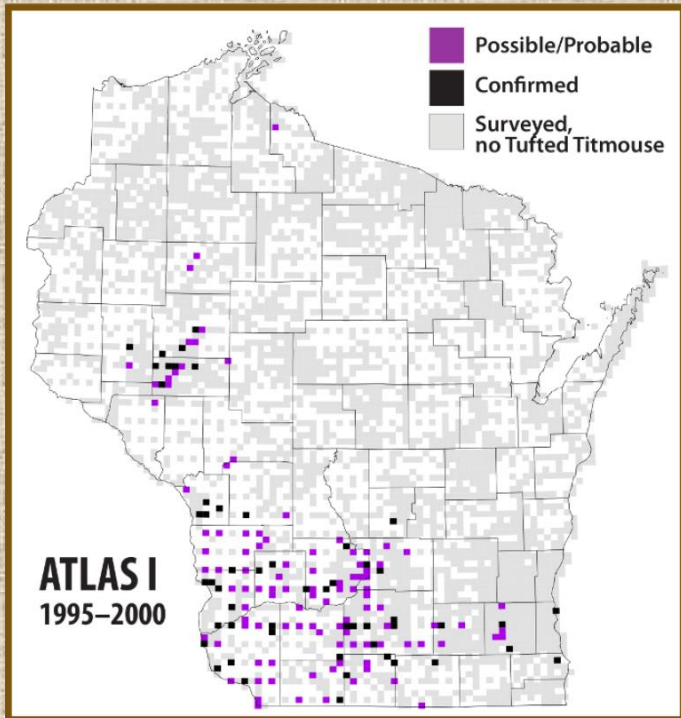 Possible/Probable
Confirmed
Surveyed,
no Tufted Titmouse
ATLAS I
1995–2000